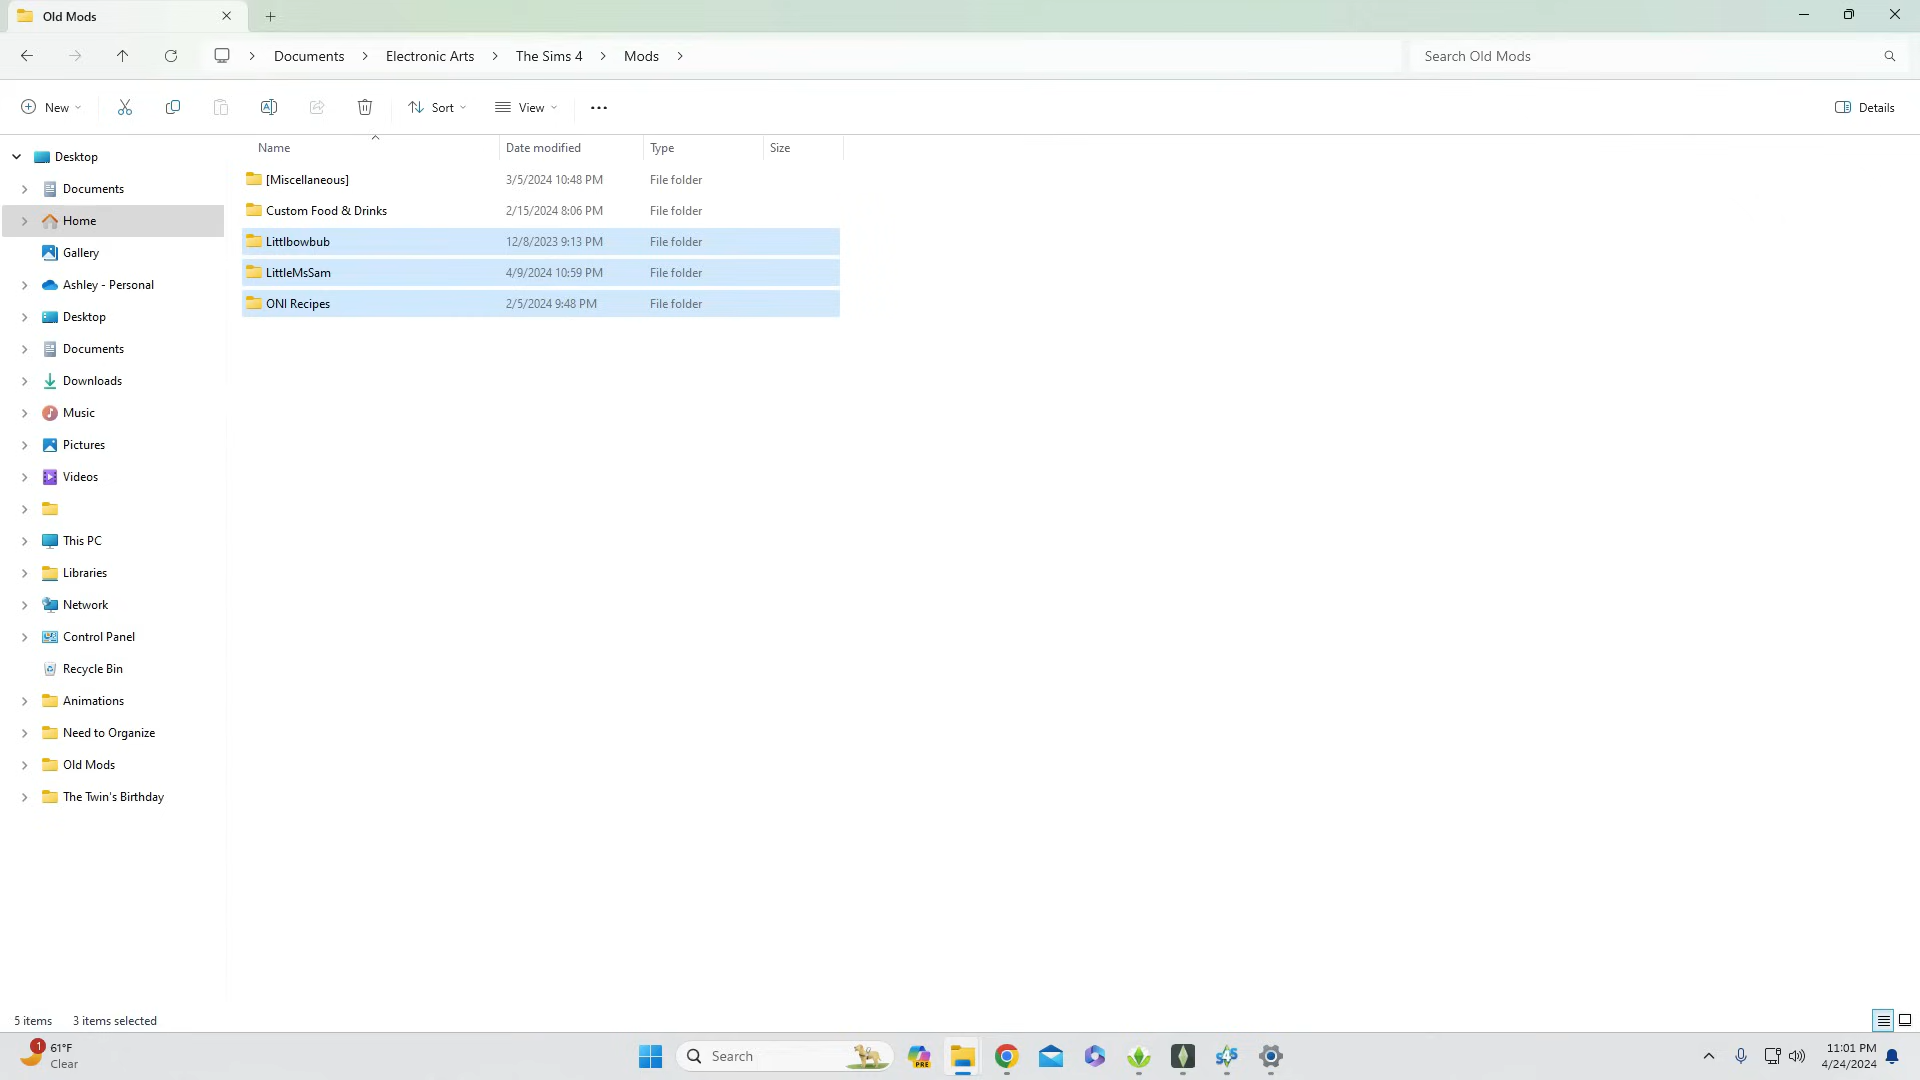 Old Mods
Documents > Electronic Arts > The Sims 4 > Mods >
Search Old Mods
New
Sort
View
Details
Name Date modified Type Size
[Miscellaneous] 3/5/2024 10:48 PM File folder
Custom Food & Drinks 2/15/2024 8:06 PM File folder
Littlbowbub 12/8/2023 9:13 PM File folder
LittleMsSam 4/9/2024 10:59 PM File folder
ONI Recipes 2/5/2024 9:48 PM File folder
Desktop
Documents
Home
Gallery
Ashley - Personal
Desktop
Documents
Downloads
Music
Pictures
Videos
This PC
Libraries
Network
Control Panel
Recycle Bin
Animations
Need to Organize
Old Mods
The Twin's Birthday
5 items 3 items selected
1
61°F
Clear
Search
PRE
S4S
11:01 PM
4/24/2024